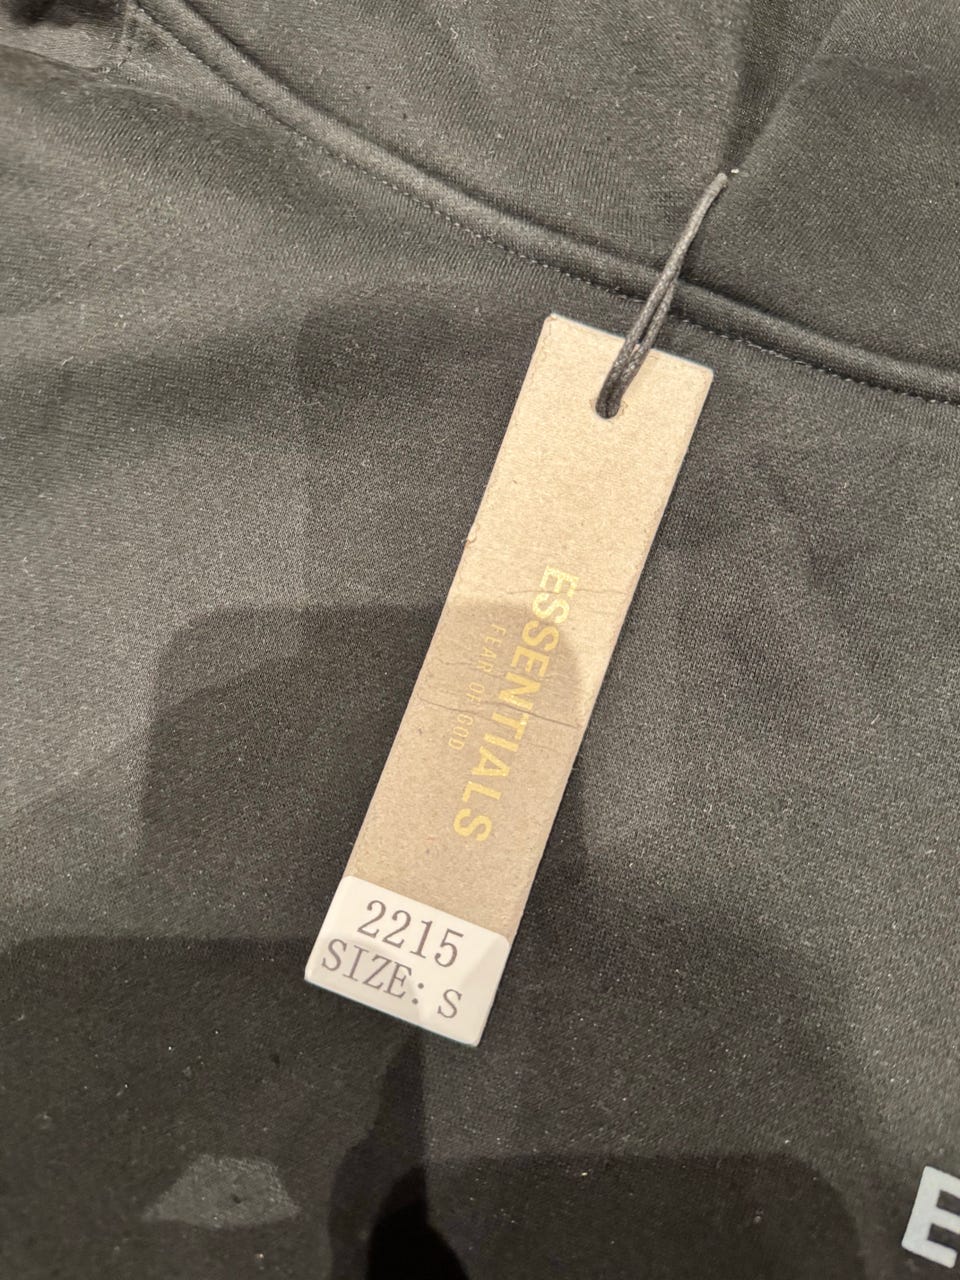 ESSENTIALS
FEAR OF GOD
2215
SIZE: S
E